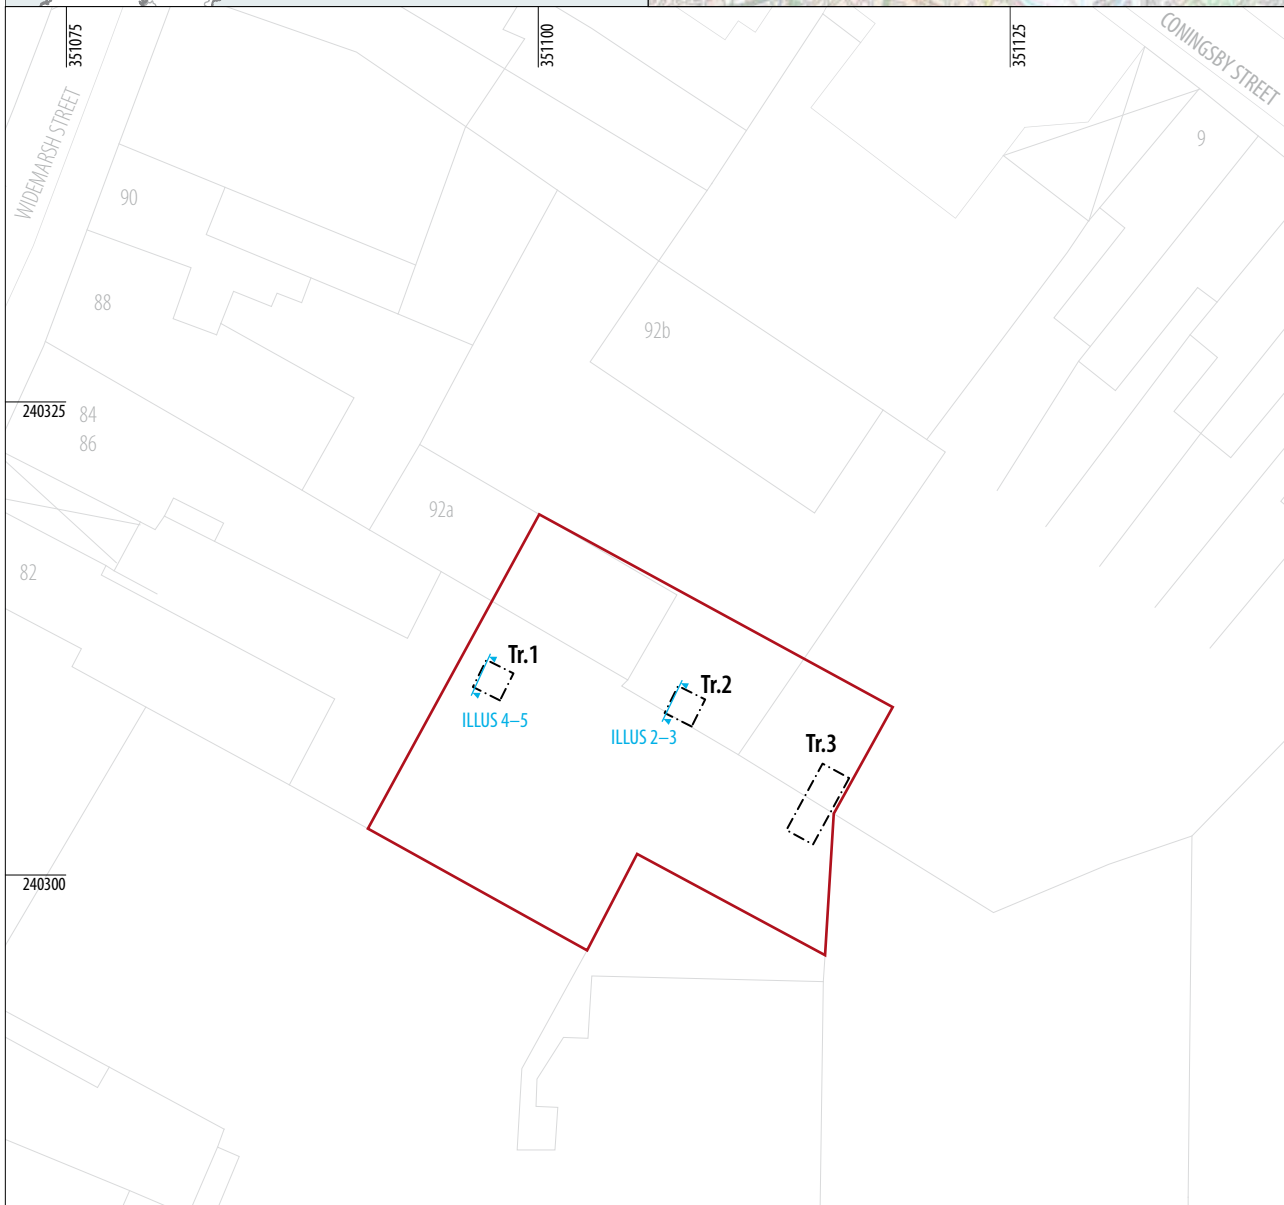 351075
351100
351125
CONINGSBY STREET
WIDEMARSH STREET
9
90
88
92b
240325
84
86
92a
82
Tr.1
Tr.2
ILLUS 4–5
ILLUS 2–3
Tr.3
240300